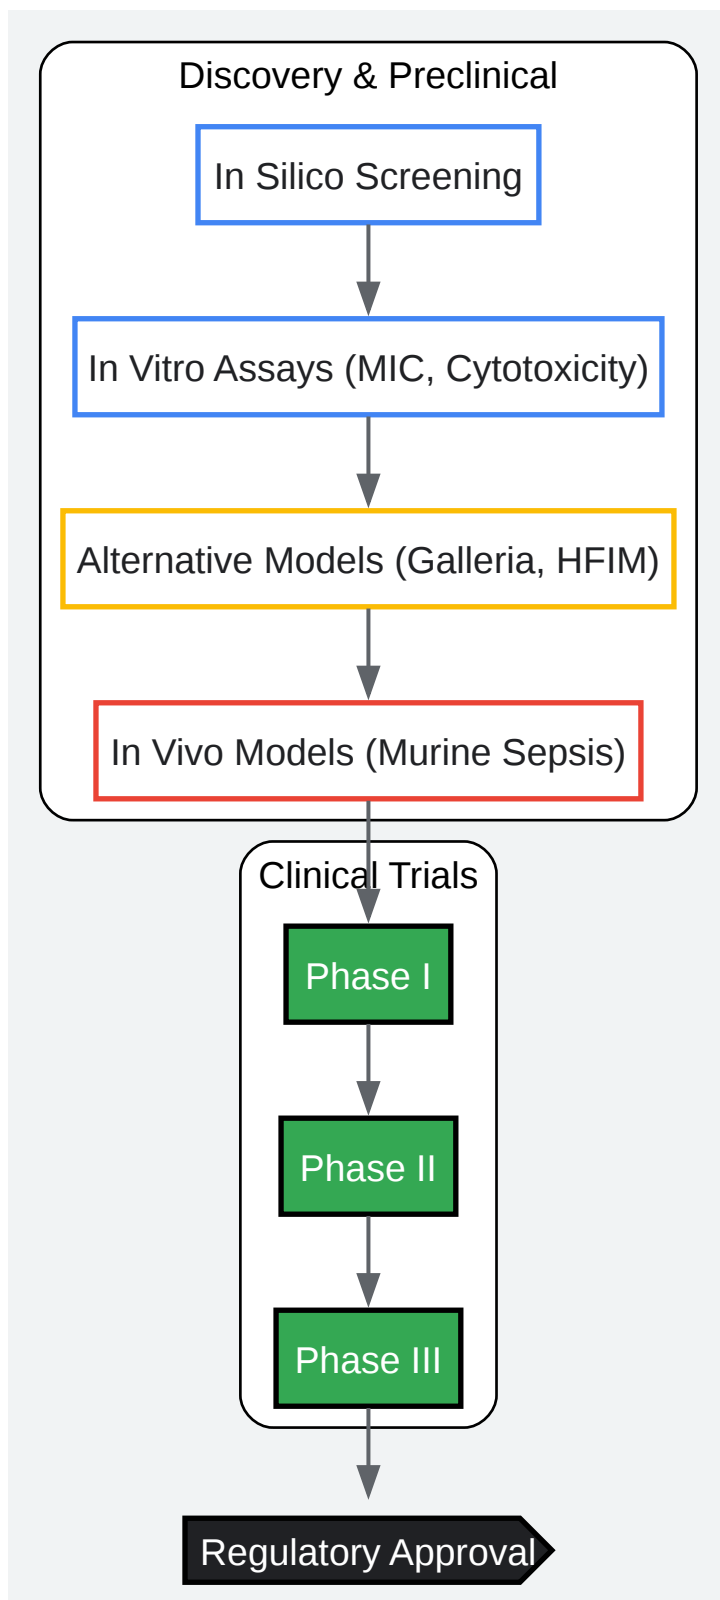 Discovery & Preclinical
In Silico Screening
In Vitro Assays (MIC, Cytotoxicity)
Alternative Models (Galleria, HFIM)
In Vivo Models (Murine Sepsis)
Clinical Trials
Phase I
Phase II
Phase III
Regulatory Approval